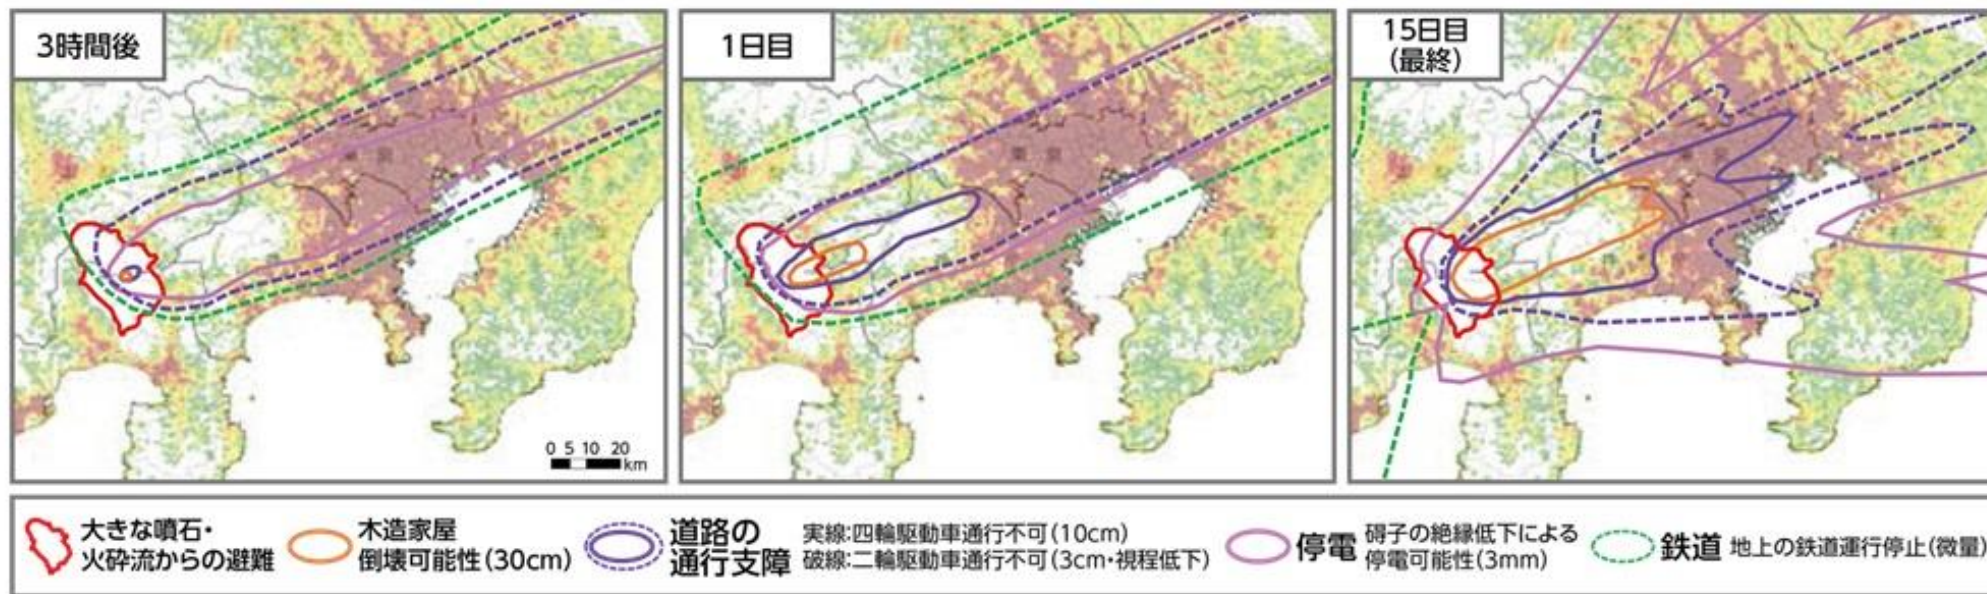 3時間後
1日目
15日目
(最終)
東 京
東 京
0 5 10 20
km
大きな噴石・
火砕流からの避難
木造家屋
倒壊可能性(30cm)
道路の
通行支障
実線:四輪駆動車通行不可(10cm)
破線:二輪駆動車通行不可(3cm・視程低下)
停電
碍子の絶縁低下による
停電可能性(3mm)
鉄道 地上の鉄道運行停止(微量)